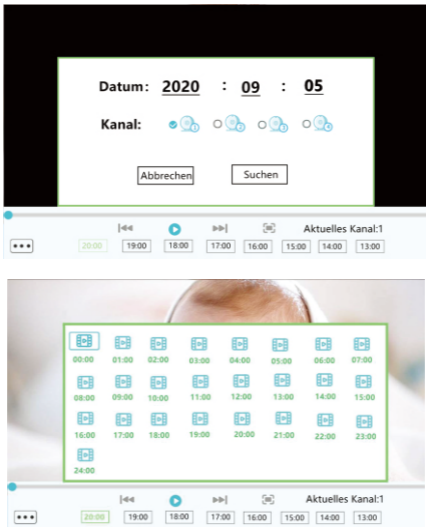 Datum: 2020 : 09 : 05
Kanal: 1 2 3 4
Abbrechen Suchen
Aktuelles Kanal:1
20:00 19:00 18:00 17:00 16:00 15:00 14:00 13:00
00:00 01:00 02:00 03:00 04:00 05:00 06:00 07:00
08:00 09:00 10:00 11:00 12:00 13:00 14:00 15:00
16:00 17:00 18:00 19:00 20:00 21:00 22:00 23:00
24:00
Aktuelles Kanal:1
20:00 19:00 18:00 17:00 16:00 15:00 14:00 13:00